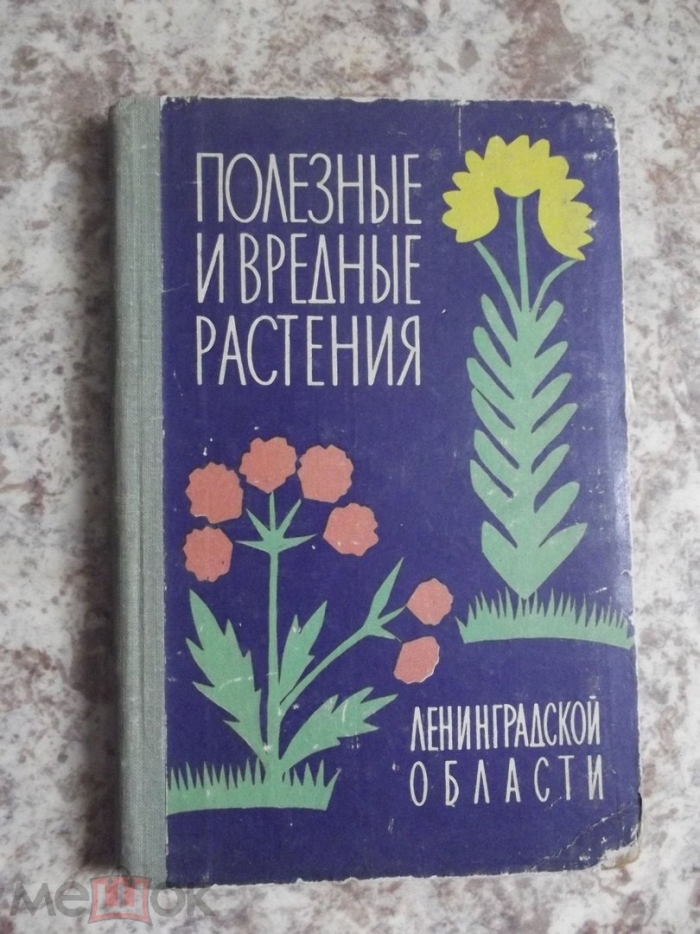 ПОЛЕЗНЫЕ
И ВРЕДНЫЕ
РАСТЕНИЯ
ЛЕНИНГРАДСКОЙ
ОБЛАСТИ
мешок